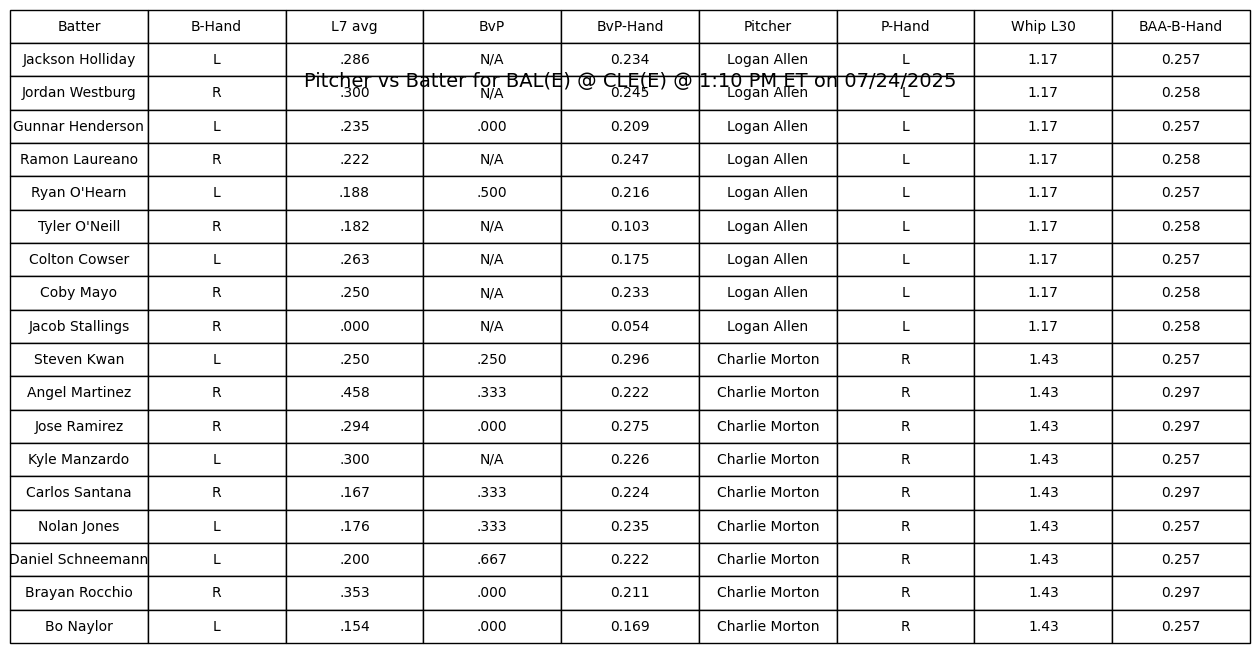 Batter B-Hand L7 avg BvP BvP-Hand Pitcher P-Hand Whip L30 BAA-B-Hand
Jackson Holliday L .286 N/A 0.234 Logan Allen L 1.17 0.257
Pitcher vs Batter for BAL(E) @ CLE(E) @ 1:10 PM ET on 07/24/2025
Jordan Westburg R .300 N/A 0.245 Logan Allen L 1.17 0.258
Gunnar Henderson L .235 .000 0.209 Logan Allen L 1.17 0.257
Ramon Laureano R .222 N/A 0.247 Logan Allen L 1.17 0.258
Ryan O'Hearn L .188 .500 0.216 Logan Allen L 1.17 0.257
Tyler O'Neill R .182 N/A 0.103 Logan Allen L 1.17 0.258
Colton Cowser L .263 N/A 0.175 Logan Allen L 1.17 0.257
Coby Mayo R .250 N/A 0.233 Logan Allen L 1.17 0.258
Jacob Stallings R .000 N/A 0.054 Logan Allen L 1.17 0.258
Steven Kwan L .250 .250 0.296 Charlie Morton R 1.43 0.257
Angel Martinez R .458 .333 0.222 Charlie Morton R 1.43 0.297
Jose Ramirez R .294 .000 0.275 Charlie Morton R 1.43 0.297
Kyle Manzardo L .300 N/A 0.226 Charlie Morton R 1.43 0.257
Carlos Santana R .167 .333 0.224 Charlie Morton R 1.43 0.297
Nolan Jones L .176 .333 0.235 Charlie Morton R 1.43 0.257
Daniel Schneemann L .200 .667 0.222 Charlie Morton R 1.43 0.257
Brayan Rocchio R .353 .000 0.211 Charlie Morton R 1.43 0.297
Bo Naylor L .154 .000 0.169 Charlie Morton R 1.43 0.257